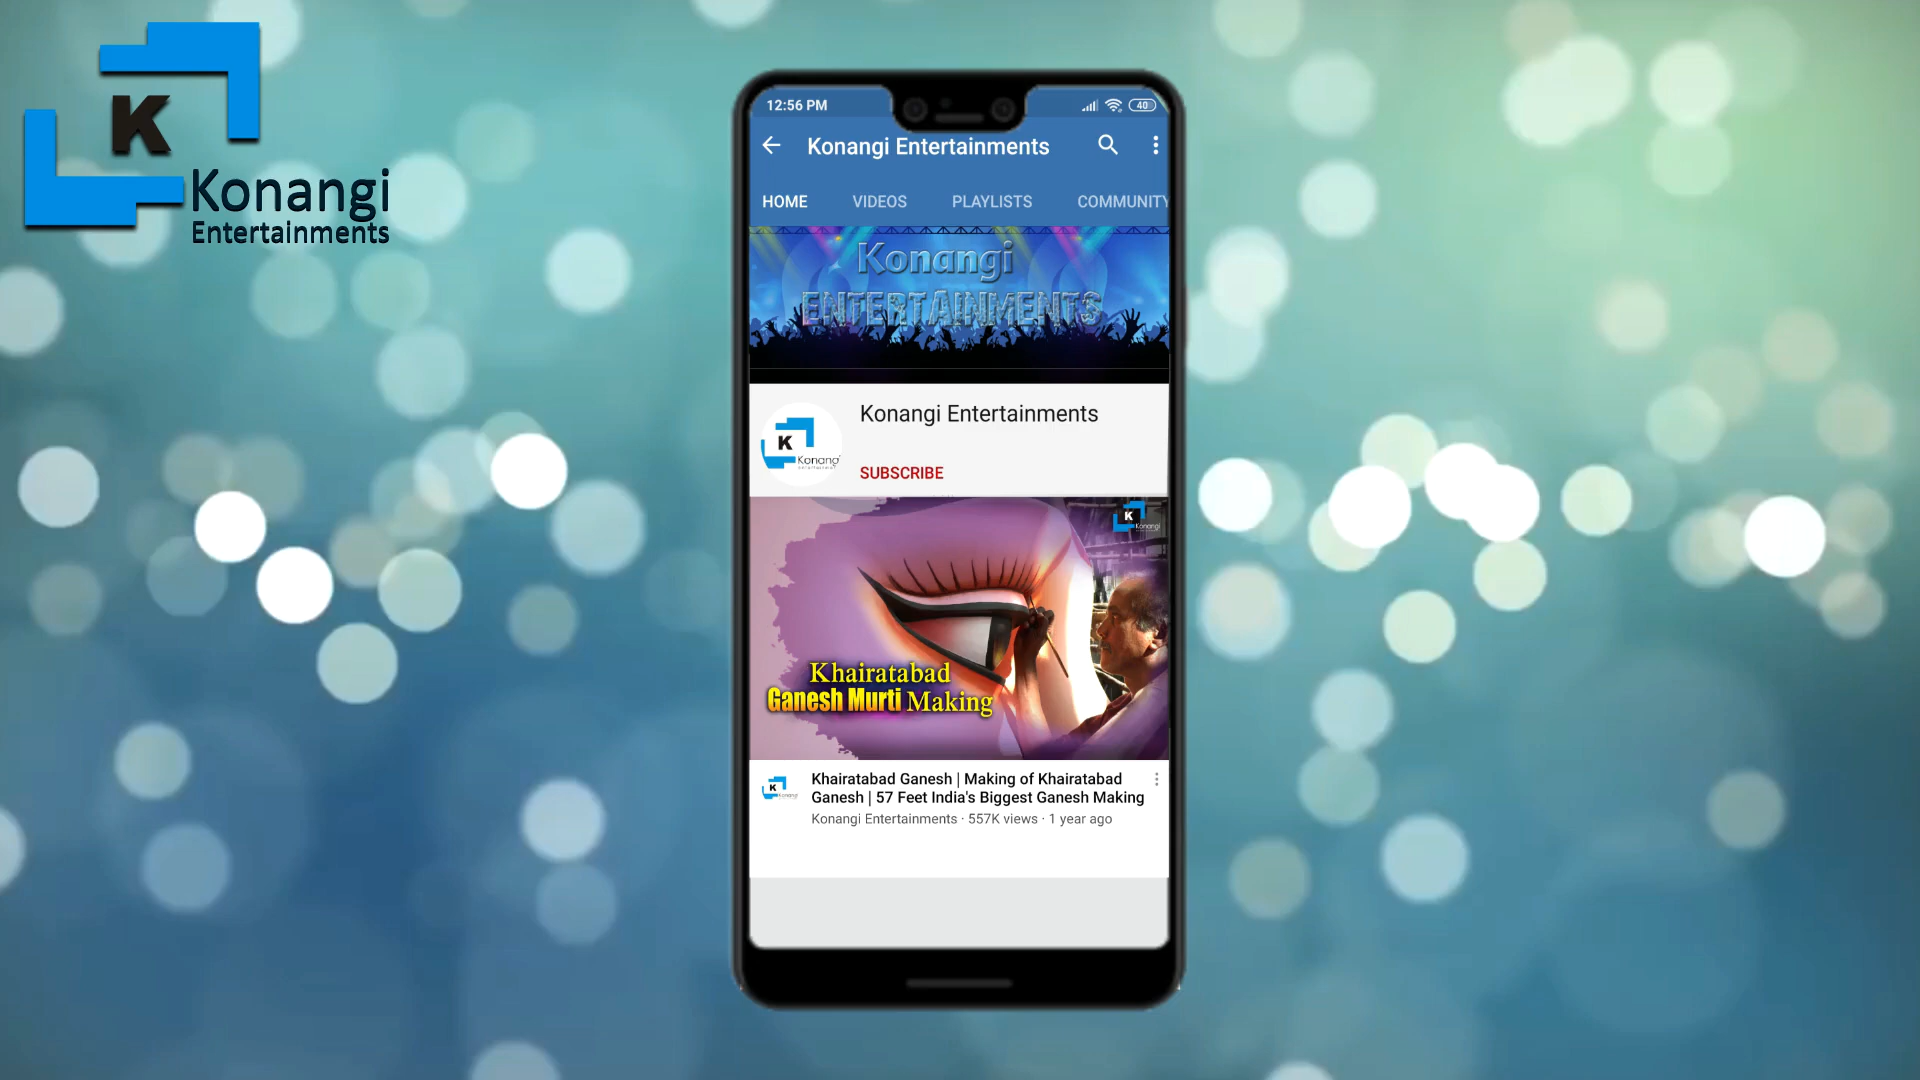 K
Konangi
Entertainments
12:56 PM
40
Konangi Entertainments
HOME VIDEOS PLAYLISTS COMMUNITY
Konangi
ENTERTAINMENTS
K
Konangi Entertainments
SUBSCRIBE
K
Konangi
Khairatabad
Ganesh Murti Making
K
Khairatabad Ganesh | Making of Khairatabad
Ganesh | 57 Feet India's Biggest Ganesh Making
Konangi Entertainments · 557K views · 1 year ago